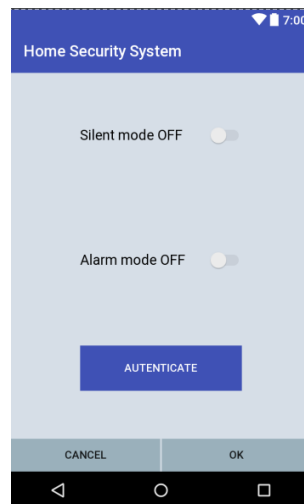 7:00
Home Security System
Silent mode OFF
Alarm mode OFF
AUTENTICATE
CANCEL OK